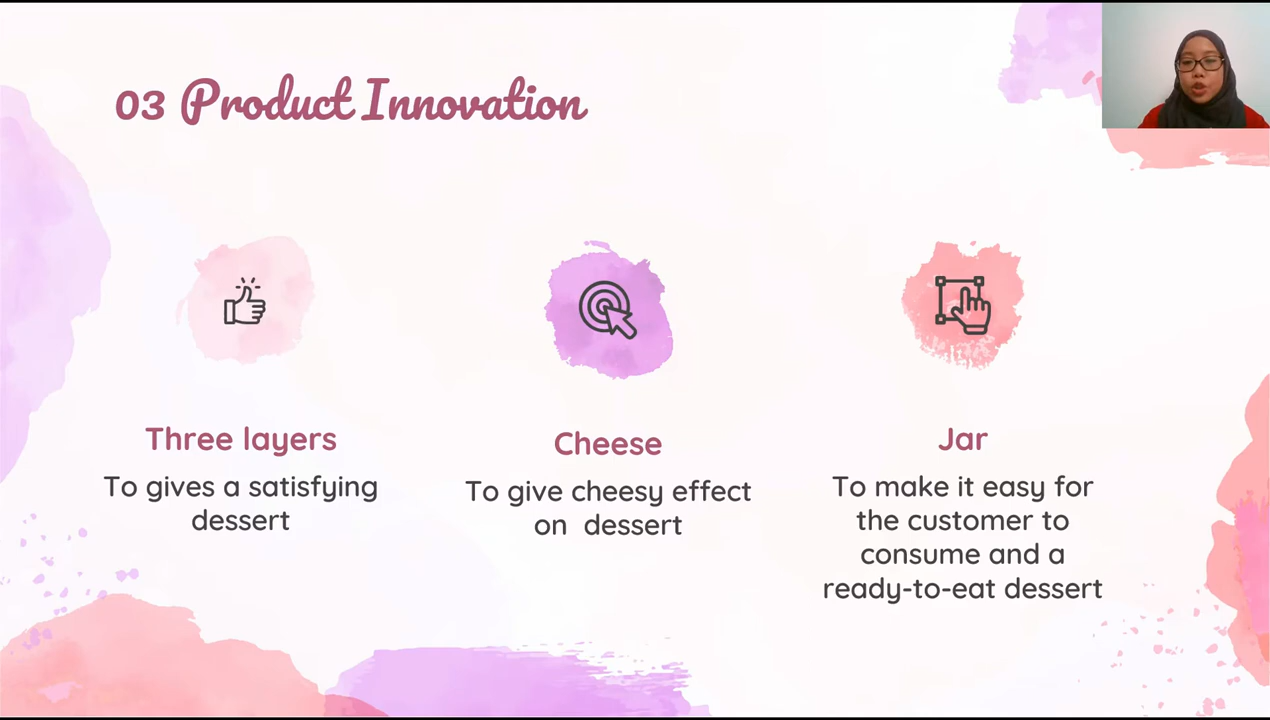 03 Product Innovation
Three layers
To gives a satisfying
dessert
Cheese
To give cheesy effect
on dessert
Jar
To make it easy for
the customer to
consume and a
ready-to-eat dessert